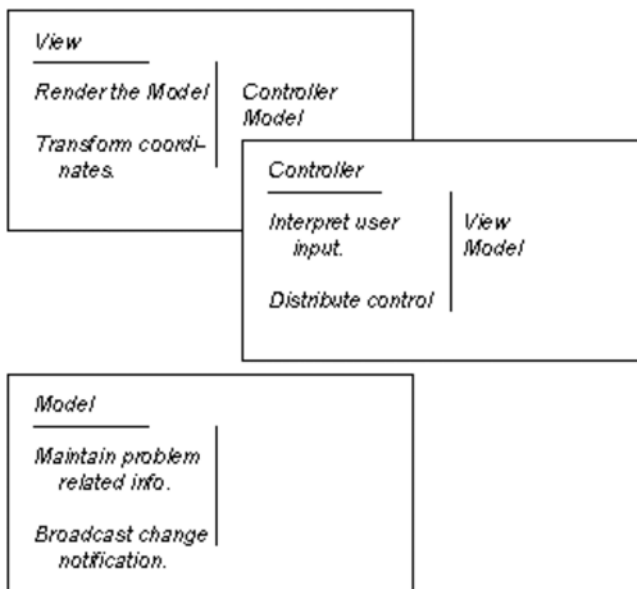 View
Render the Model
Transform coordi-
nates.
Controller
Model
Controller
Interpret user
input.
Distribute control
View
Model
Model
Maintain problem
related info.
Broadcast change
notification.